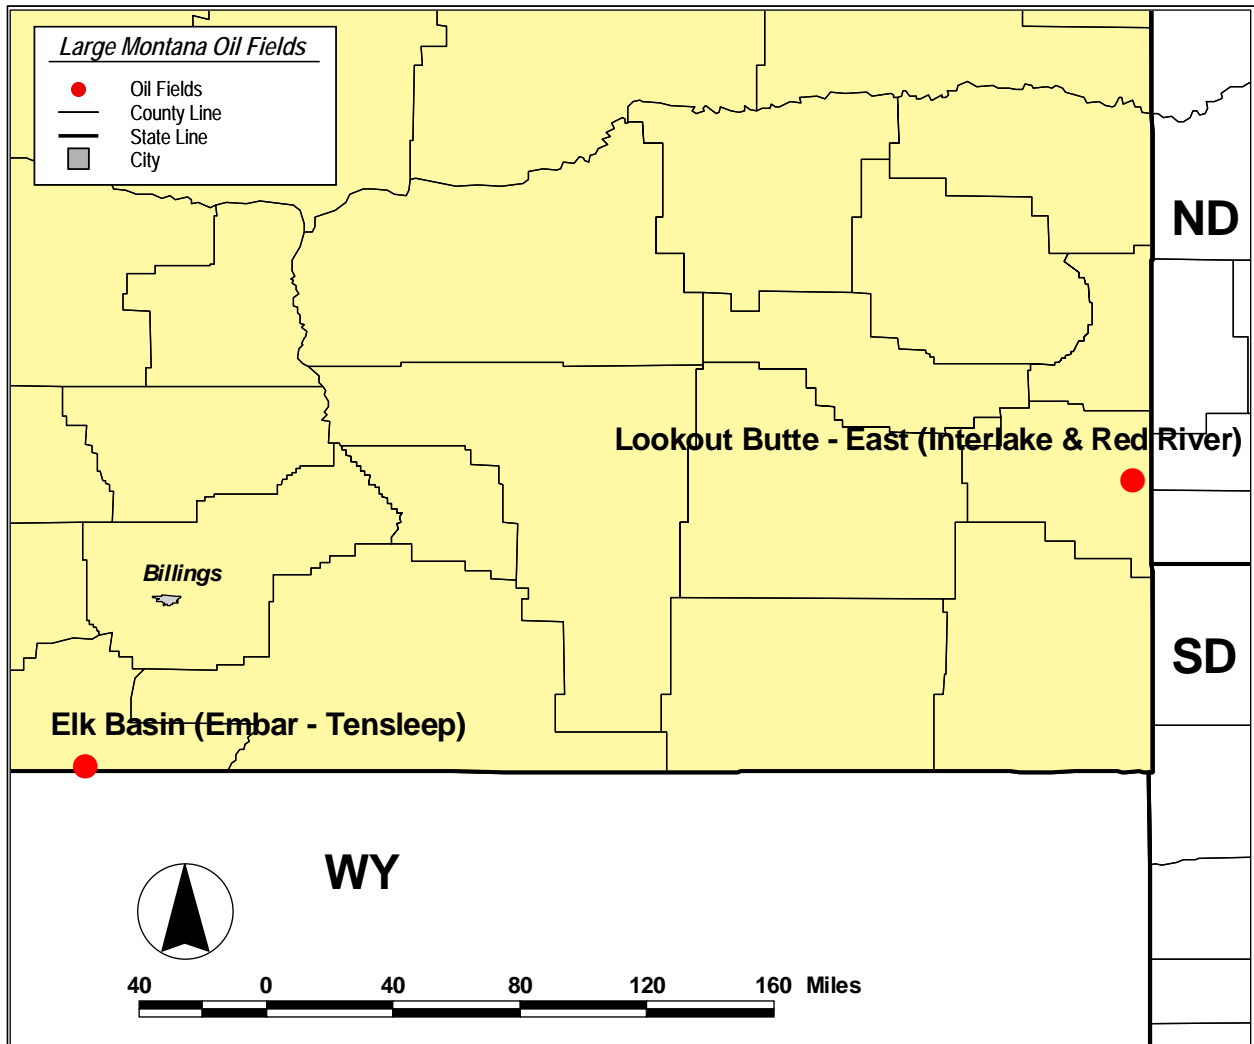 Large Montana Oil Fields
Oil Fields
County Line
State Line
City
ND
Lookout Butte - East (Interlake & Red River)
Billings
SD
Elk Basin (Embar - Tensleep)
WY
40 0 40 80 120 160 Miles